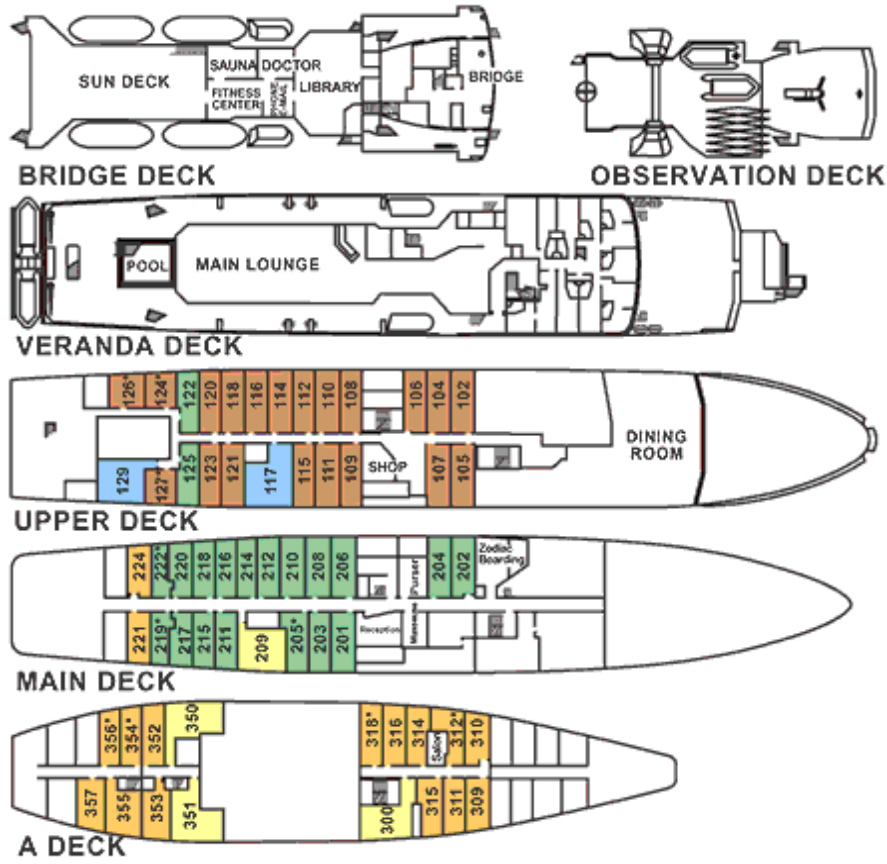 SUN DECK
SAUNA DOCTOR
FITNESS
CENTER
PHONE
E-MAIL
LIBRARY
BRIDGE
BRIDGE DECK
OBSERVATION DECK
POOL
MAIN LOUNGE
VERANDA DECK
126* 124* 122 120 118 116 114 112 110 108 106 104 102
DINING
ROOM
SHOP
129 127* 125 123 121 117 115 111 109 107 105
UPPER DECK
224 222* 220 218 216 214 212 210 208 206 204 202
Purser
Zodiac
Boarding
Reception
221 219* 217 215 211 209 205* 203 201
MAIN DECK
356* 354* 352 350 318* 316 314 312* 310
Salon
357 355 353 351 300 315 311 309
A DECK